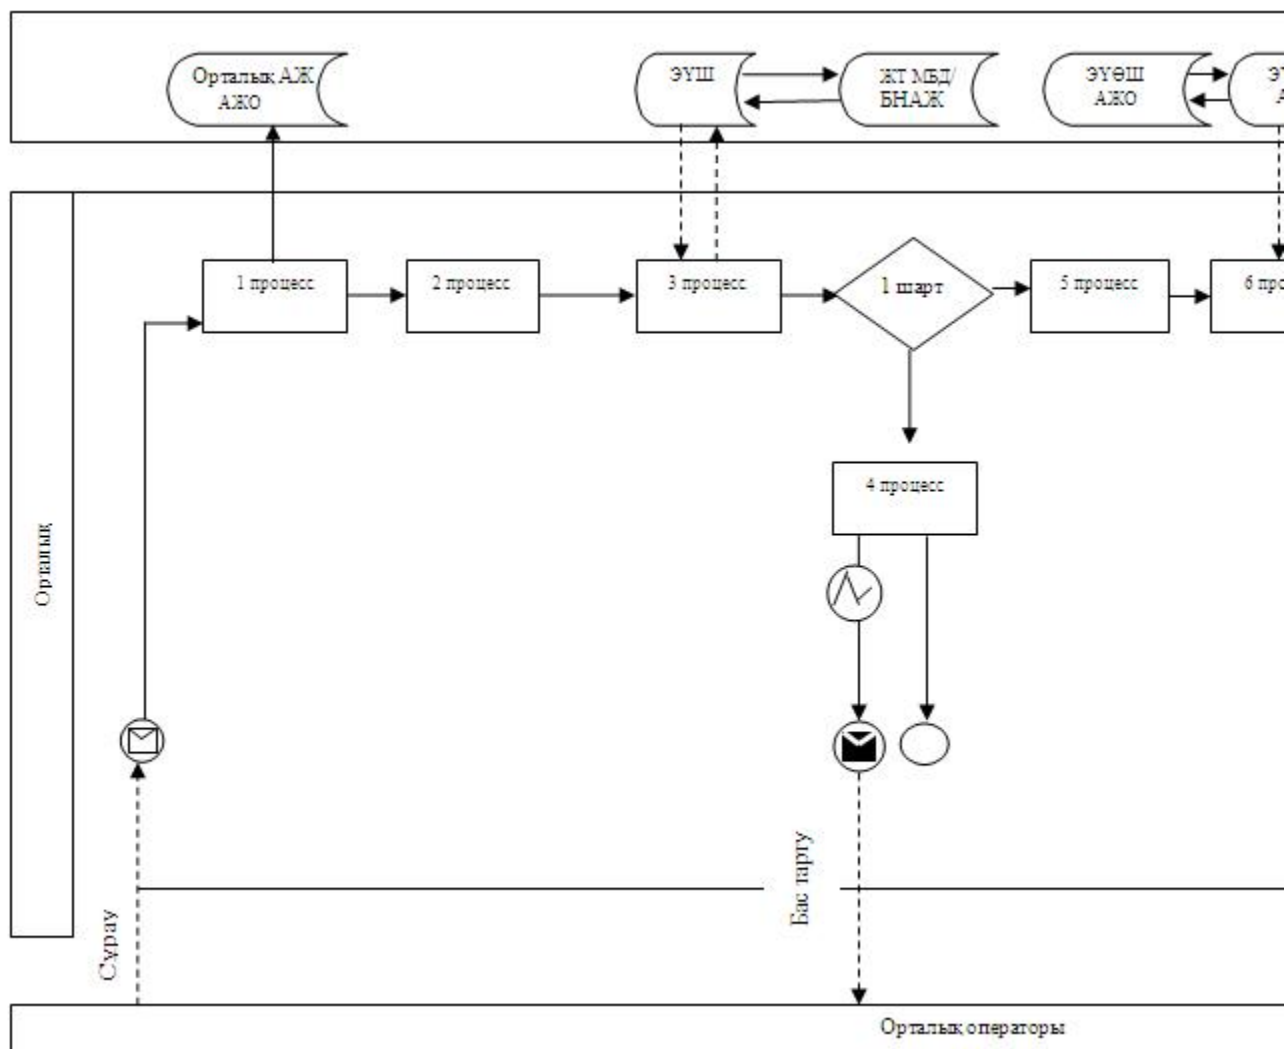 Орталық АЖ
АЖО
ЭҮШ
ЖТ МБД/
БНАЖ
ЭҮӨШ
АЖО
1 процесс
2 процесс
3 процесс
1 шарт
5 процесс
4 процесс
Орталық
Сұрау
Бас тарту
Орталық операторы